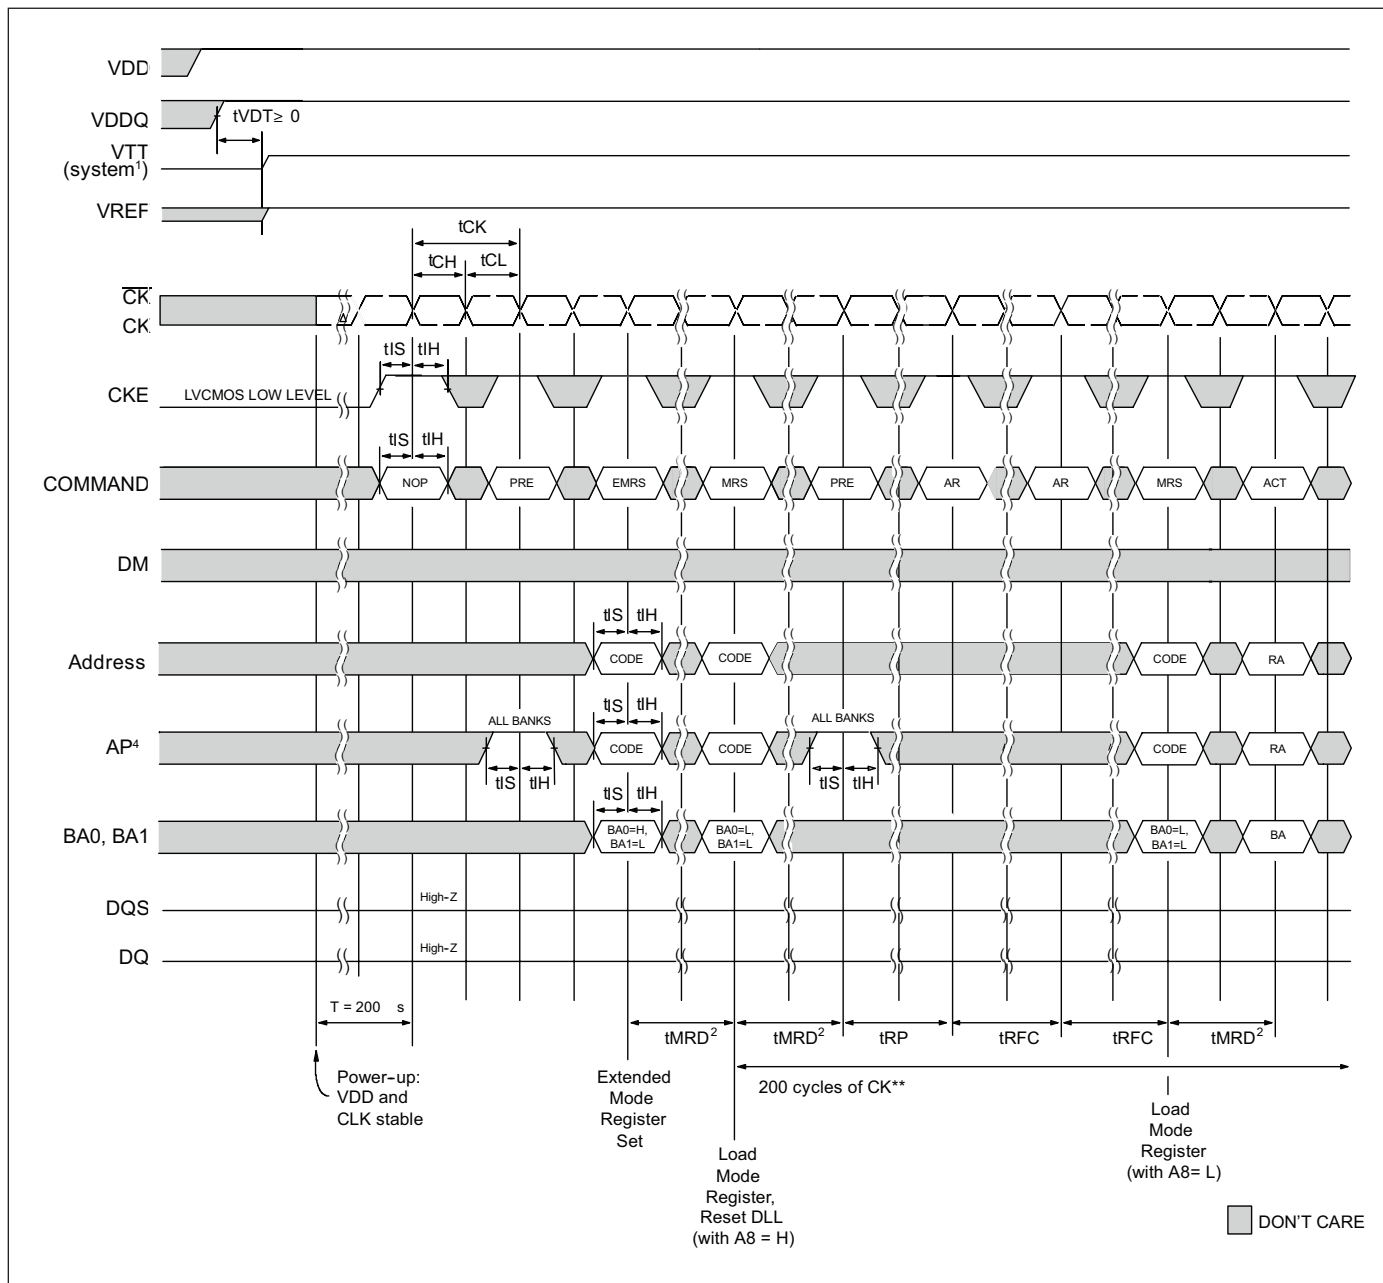 VDD
VDDQ
tVDT≥ 0
VTT
(system¹)
VREF
tCK
tCH
tCL
CK
CK
tIS
tIH
CKE
LVCMOS LOW LEVEL
tIS
tIH
COMMAND
NOP
PRE
EMRS
MRS
PRE
AR
AR
MRS
ACT
DM
tIS
tIH
Address
CODE
CODE
CODE
RA
ALL BANKS
tIS
tIH
ALL BANKS
AP⁴
CODE
CODE
CODE
RA
tIS
tIH
tIS
tIH
tIS
tIH
BA0, BA1
BA0=H,
BA1=L
BA0=L,
BA1=L
BA0=L,
BA1=L
BA
DQS
High-Z
DQ
High-Z
T = 200 s
tMRD²
tMRD²
tRP
tRFC
tRFC
tMRD²
Power-up:
VDD and
CLK stable
Extended
Mode
Register
Set
200 cycles of CK**
Load
Mode
Register,
Reset DLL
(with A8 = H)
Load
Mode
Register
(with A8= L)
DON'T CARE